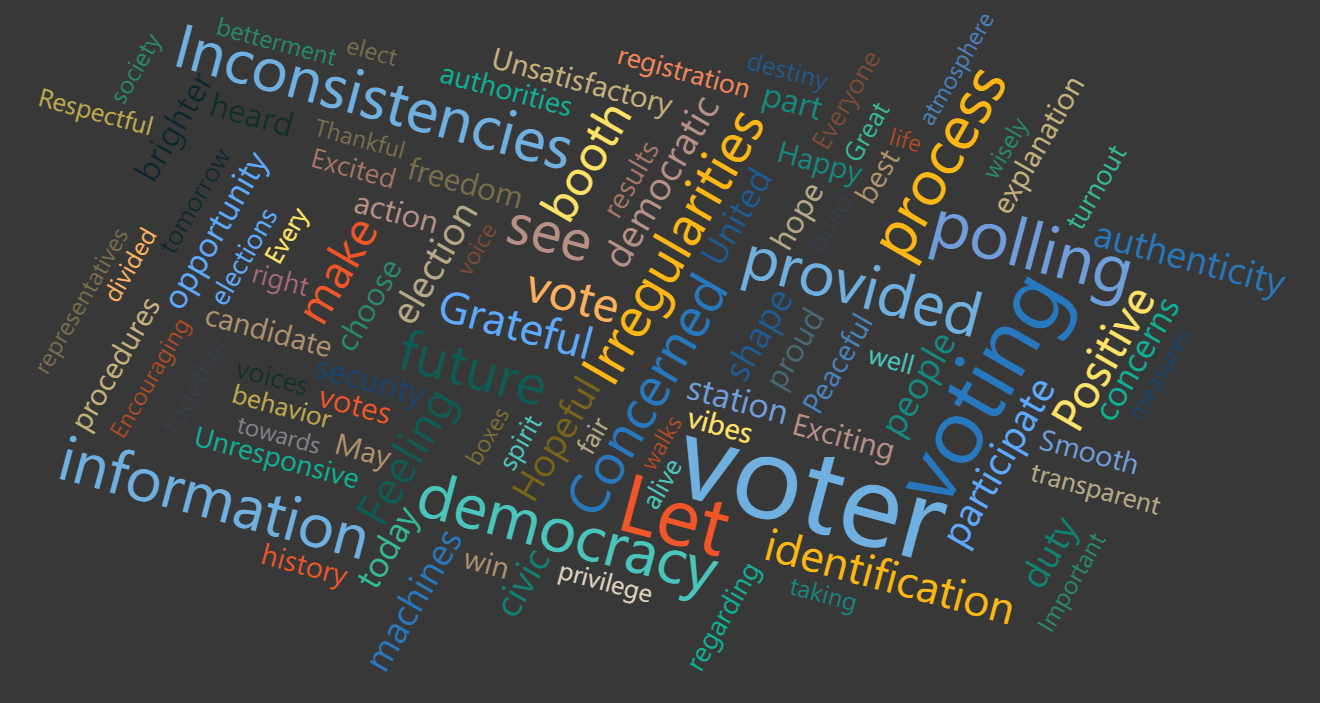 betterment
elect
society
Inconsistencies
Unsatisfactory
registration
destiny
atmosphere
authorities
Respectful
brighter
heard
Thankful
booth
democratic
part
Everyone
Great
life
process
explanation
wisely
Excited
freedom
results
Irregularities
Happy
best
turnout
tomorrow
opportunity
elections
Every
action
election
voice
see
United
hope
build
polling
authenticity
representatives
divided
right
make
choose
vote
provided
procedures
Encouraging
candidate
Grateful
Concerned
shape
proud
Peaceful
well
people
voting
Positive
concerns
measures
together
voices
security
future
behavior
votes
towards
May
Unresponsive
Feeling
boxes
spirit
Hopeful
fair
walks
station
vibes
Exciting
participate
Smooth
transparent
information
history
today
democracy
Let
alive
voter
identification
machines
win
civic
privilege
regarding
taking
duty
Important